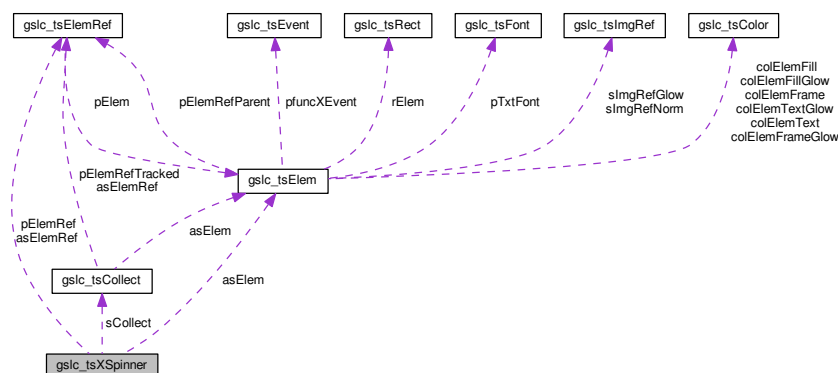 gslc_tsElemRef
gslc_tsEvent
gslc_tsRect
gslc_tsFont
gslc_tsImgRef
gslc_tsColor
pElem
pElemRefParent
pfuncXEvent
rElem
pTxtFont
sImgRefGlow
sImgRefNorm
colElemFill
colElemFillGlow
colElemFrame
colElemTextGlow
colElemText
colElemFrameGlow
pElemRefTracked
asElemRef
gslc_tsElem
pElemRef
asElemRef
asElem
gslc_tsCollect
asElem
sCollect
gslc_tsXSpinner